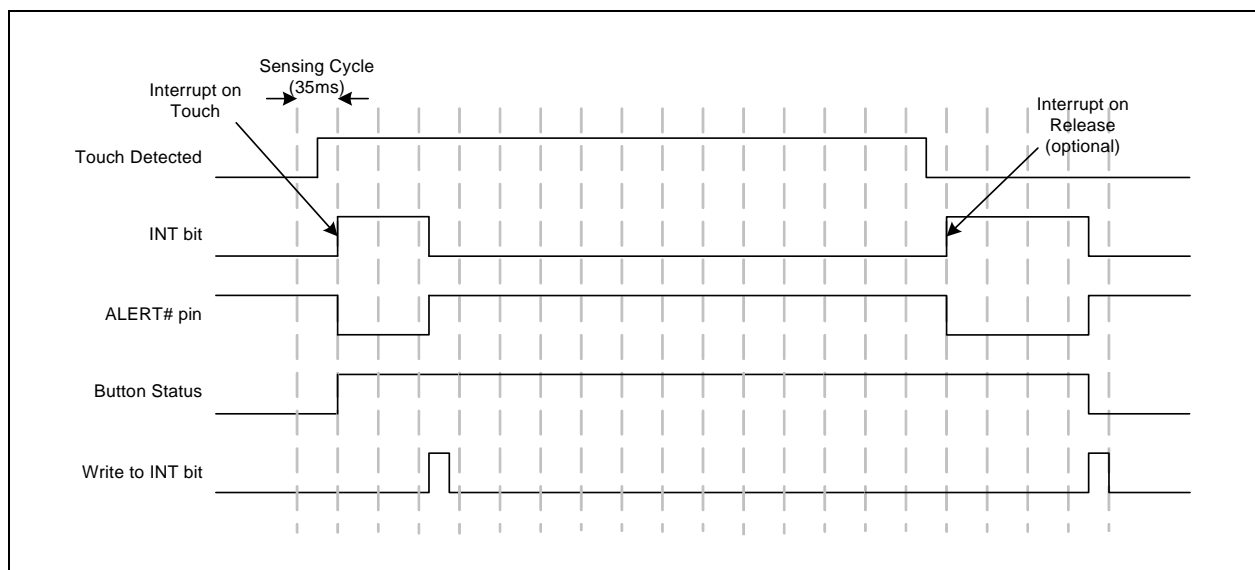 Sensing Cycle
(35ms)
Interrupt on
Touch
Interrupt on
Release
(optional)
Touch Detected
INT bit
ALERT# pin
Button Status
Write to INT bit